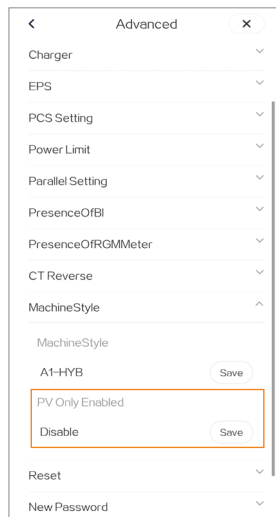 Advanced
Charger
EPS
PCS Setting
Power Limit
Parallel Setting
PresenceOfBI
PresenceOfRGMMeter
CT Reverse
MachineStyle
MachineStyle
A1-HYB Save
PV Only Enabled
Disable Save
Reset
New Password